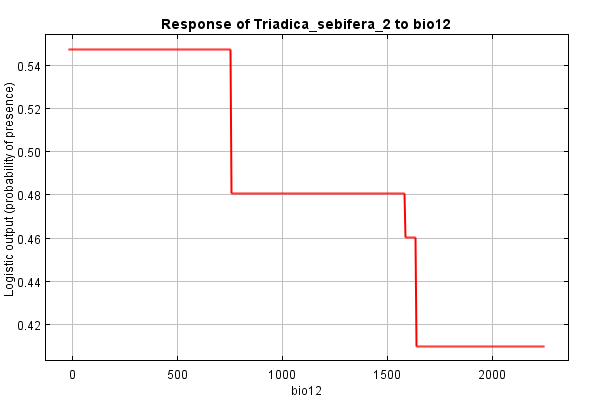 Response of Triadica_sebifera_2 to bio12
Logistic output (probability of presence)
0.54
0.52
0.50
0.48
0.46
0.44
0.42
0 500 1000 1500 2000
bio12